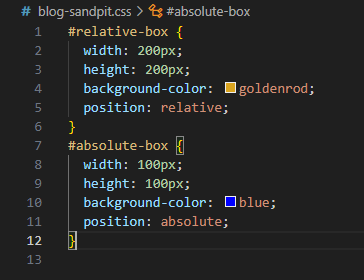 blog-sandpit.css > #absolute-box
1 #relative-box {
2 width: 200px;
3 height: 200px;
4 background-color: goldenrod;
5 position: relative;
6 }
7 #absolute-box {
8 width: 100px;
9 height: 100px;
10 background-color: blue;
11 position: absolute;
12 }
13